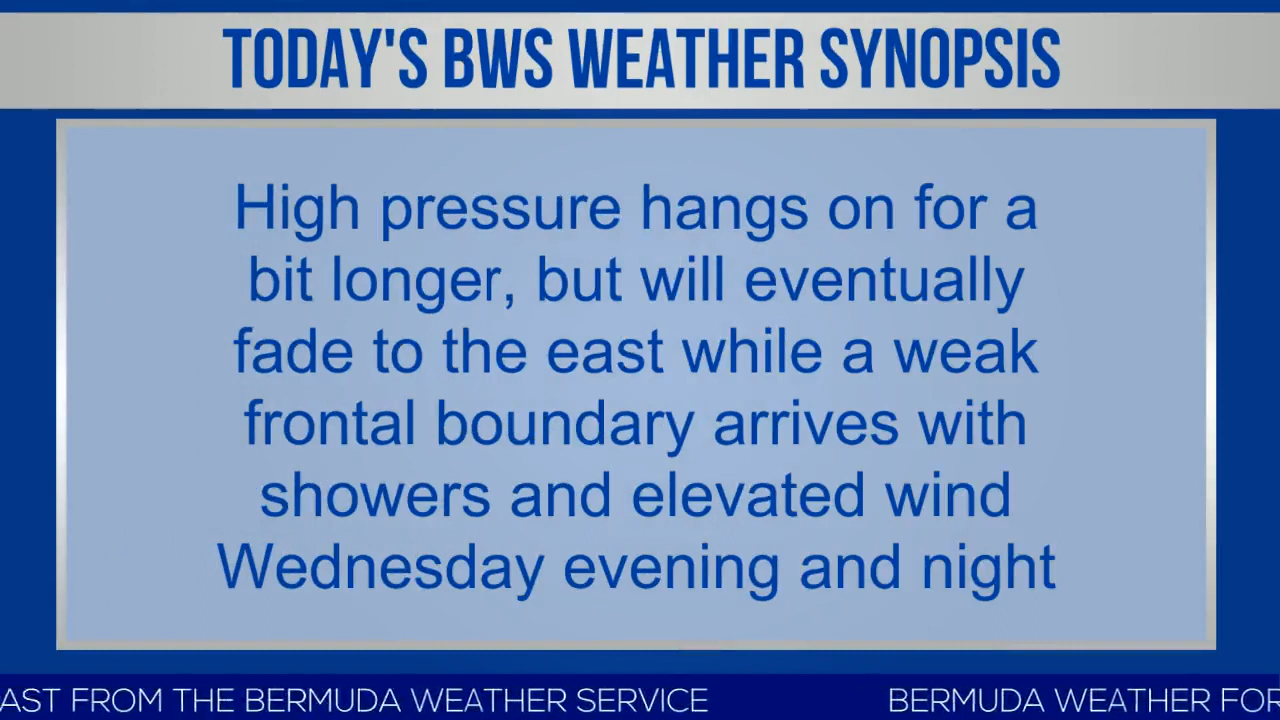 TODAY'S BWS WEATHER SYNOPSIS
High pressure hangs on for a
bit longer, but will eventually
fade to the east while a weak
frontal boundary arrives with
showers and elevated wind
Wednesday evening and night
AST FROM THE BERMUDA WEATHER SERVICE BERMUDA WEATHER FOR